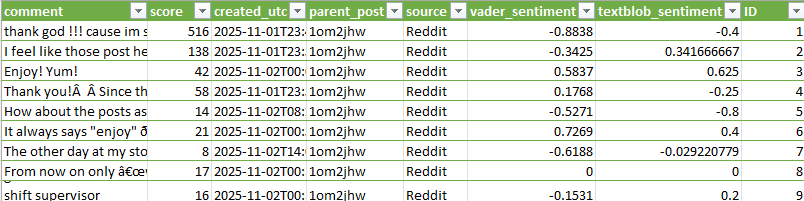 comment score created_utc parent_post source vader_sentiment textblob_sentiment ID
thank god !!! cause im s 516 2025-11-01T23: 1om2jhw Reddit -0.8838 -0.4 1
I feel like those post he 138 2025-11-01T23: 1om2jhw Reddit -0.3425 0.341666667 2
Enjoy! Yum! 42 2025-11-02T00: 1om2jhw Reddit 0.5837 0.625 3
Thank you!Â Â Since th 58 2025-11-01T23: 1om2jhw Reddit 0.1768 -0.25 4
How about the posts as 14 2025-11-02T08: 1om2jhw Reddit -0.5271 -0.8 5
It always says "enjoy" ð 21 2025-11-02T00: 1om2jhw Reddit 0.7269 0.4 6
The other day at my sto 8 2025-11-02T14: 1om2jhw Reddit -0.6188 -0.029220779 7
From now on only â€œ 17 2025-11-02T00: 1om2jhw Reddit 0 0 8
shift supervisor 16 2025-11-02T00: 1om2jhw Reddit -0.1531 0.2 9